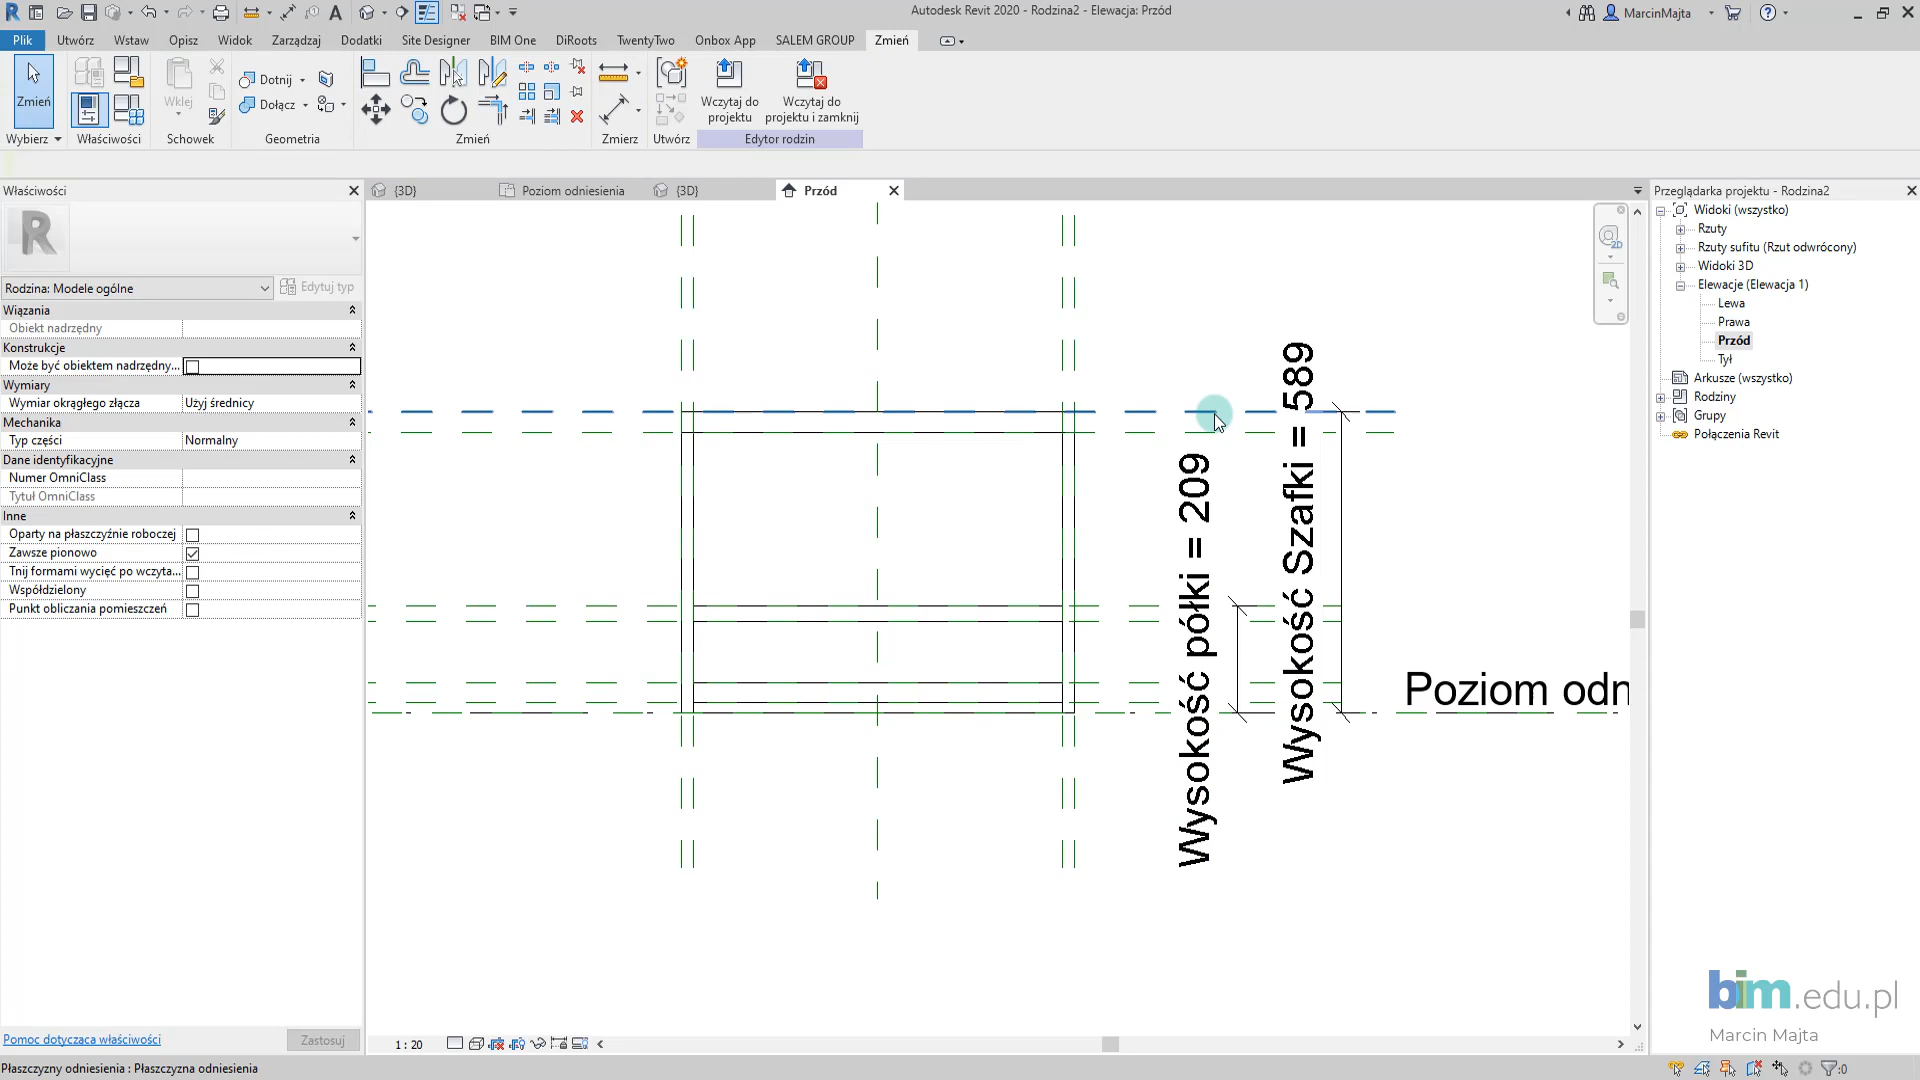 Autodesk Revit 2020 - Rodzina2 - Elewacja: Przód
MarcinMajta
Plik Utwórz Wstaw Opisz Widok Zarządzaj Dodatki Site Designer BIM One DiRoots TwentyTwo Onbox App SALEM GROUP Zmień
Zmień
Wklej
Dotnij
Dołącz
Wczytaj do projektu
Wczytaj do projektu i zamknij
Wybierz Właściwości Schowek Geometria Zmień Zmierz Utwórz Edytor rodzin
Właściwości
{3D} Poziom odniesienia {3D} Przód
Przeglądarka projektu - Rodzina2
R
Rodzina: Modele ogólne
Edytuj typ
Wiązania
Obiekt nadrzędny
Konstrukcje
Może być obiektem nadrzędny...
Wymiary
Wymiar okrągłego złącza Użyj średnicy
Mechanika
Typ części Normalny
Dane identyfikacyjne
Numer OmniClass
Tytuł OmniClass
Inne
Oparty na płaszczyźnie roboczej
Zawsze pionowo
Tnij formami wycięć po wczyta...
Współdzielony
Punkt obliczania pomieszczeń
Pomoc dotycząca właściwości
Zastosuj
Wysokość półki = 209
Wysokość Szafki = 589
Poziom odn
2D
Widoki (wszystko)
Rzuty
Rzuty sufitu (Rzut odwrócony)
Widoki 3D
Elewacje (Elewacja 1)
Lewa
Prawa
Przód
Tył
Arkusze (wszystko)
Rodziny
Grupy
Połączenia Revit
bim.edu.pl
Marcin Majta
1 : 20
Płaszczyzny odniesienia : Płaszczyzna odniesienia
:0